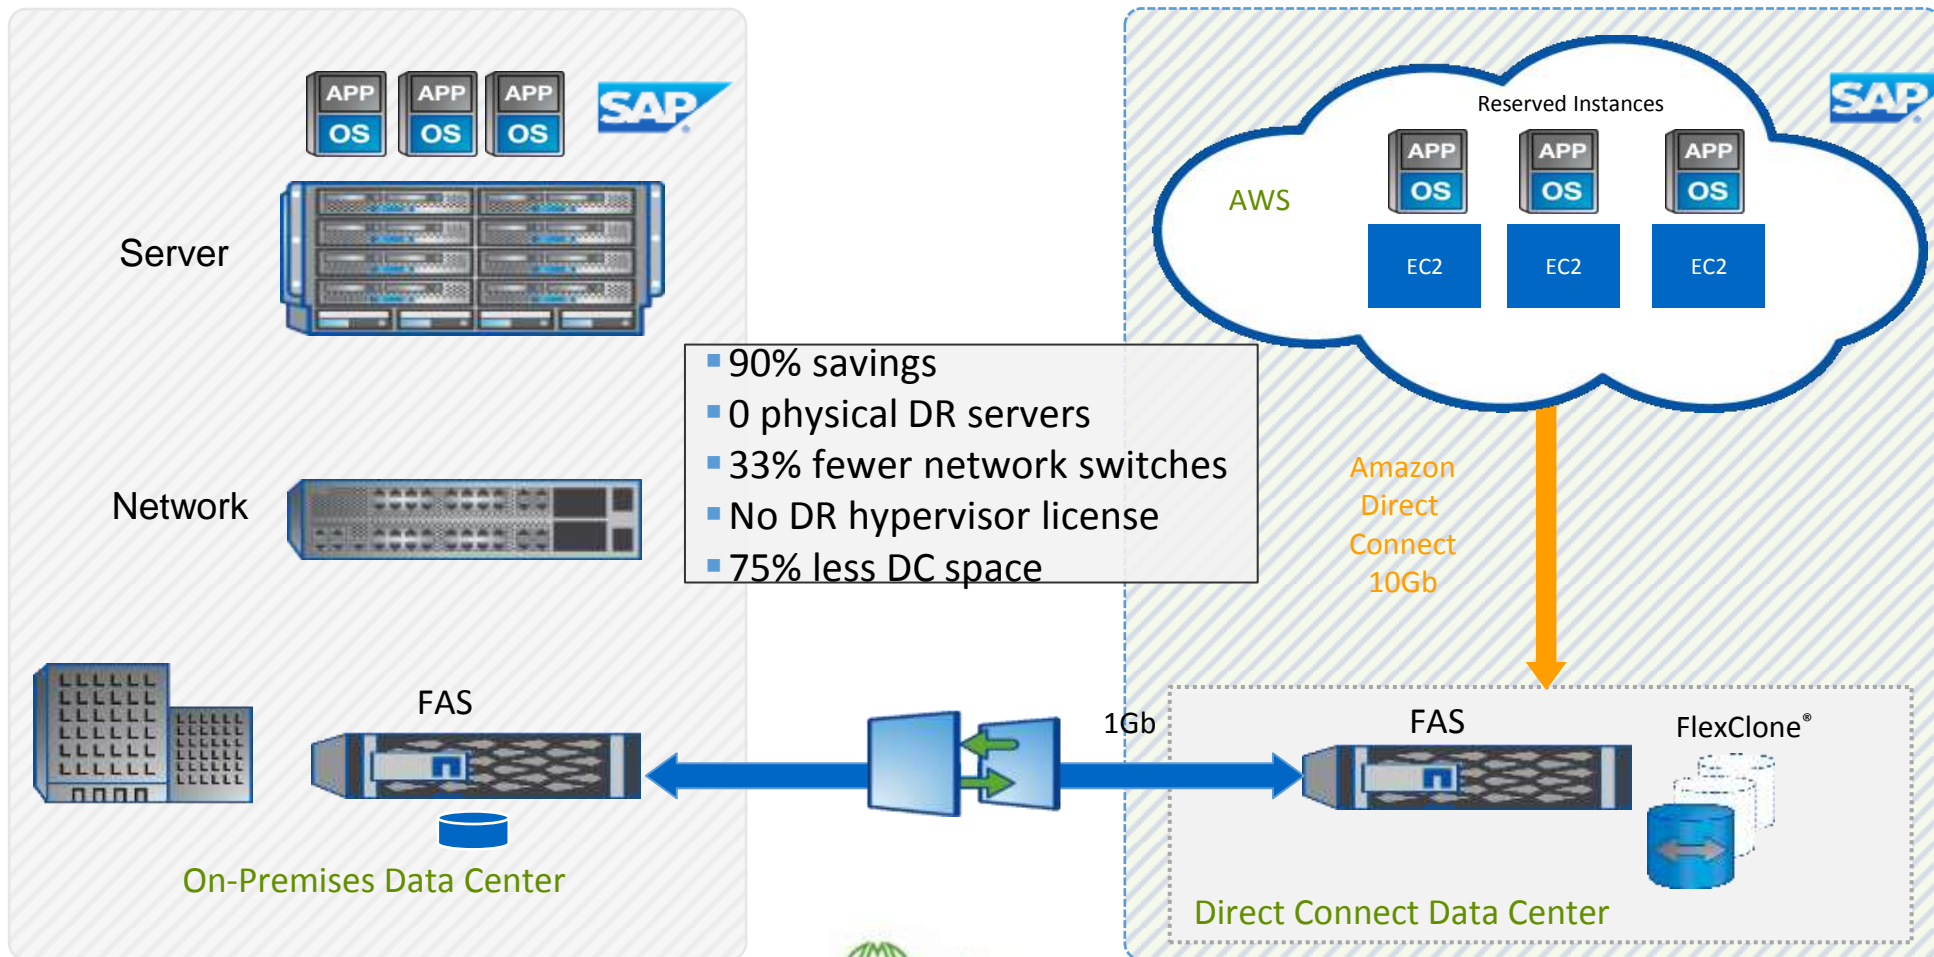 APP APP APP
OS OS OS
SAP
Server
Network
FAS
On-Premises Data Center
▪ 90% savings
▪ 0 physical DR servers
▪ 33% fewer network switches
▪ No DR hypervisor license
▪ 75% less DC space
1Gb
SAP
Reserved Instances
APP APP APP
OS OS OS
AWS
EC2 EC2 EC2
Amazon
Direct
Connect
10Gb
FAS
FlexClone®
Direct Connect Data Center